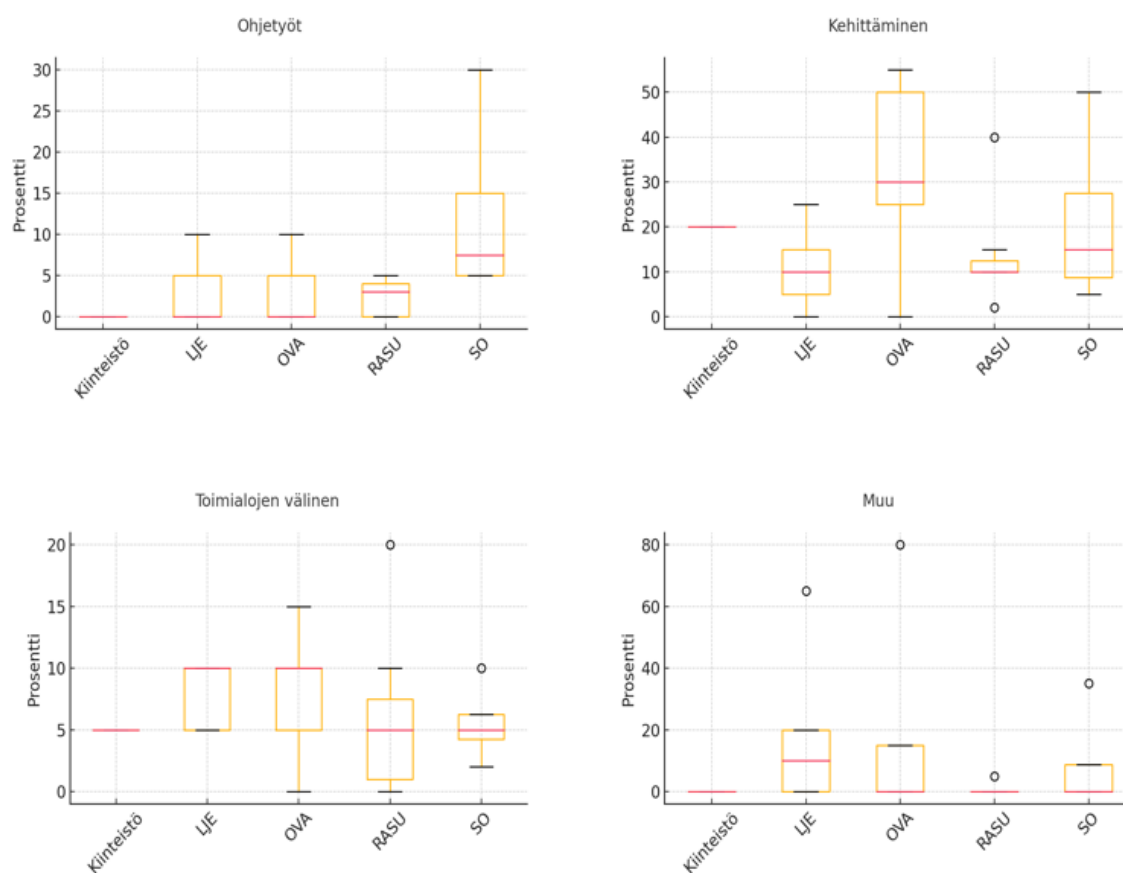 Ohjetyöt
Prosentti
30
25
20
15
10
5
0
Kiinteistö
LJE
OVA
RASU
SO
Kehittäminen
Prosentti
50
40
30
20
10
0
Kiinteistö
LJE
OVA
RASU
SO
Toimialojen välinen
Prosentti
20
15
10
5
0
Kiinteistö
LJE
OVA
RASU
SO
Muu
Prosentti
80
60
40
20
0
Kiinteistö
LJE
OVA
RASU
SO